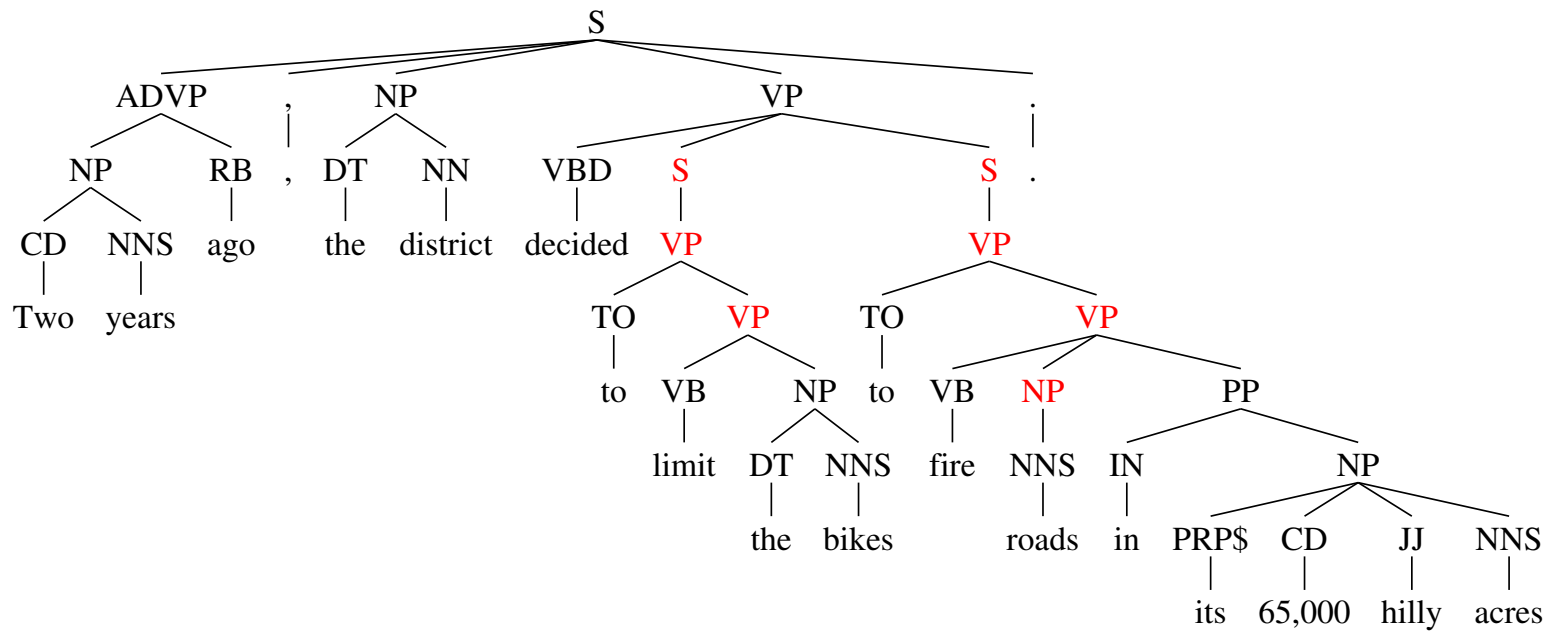 S
ADVP , NP VP .
NP RB , DT NN VBD S S .
CD NNS ago the district decided VP VP
Two years TO VP TO VP
to VB NP to VB NP PP
limit DT NNS fire NNS IN NP
the bikes roads in PRP$ CD JJ NNS
its 65,000 hilly acres